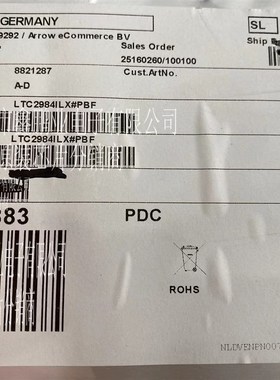 GERMANY
SL
9292 / Arrow eCommerce BV
Sales Order
Ship
25160260/100100
8821287
Cust.ArtNo.
A-D
LTC2984ILX#PBF
LTC2984ILX#PBF
383
PDC
ROHS
NLDVENPN007